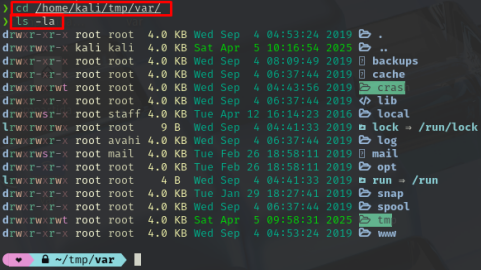 ❯ cd /home/kali/tmp/var/
❯ ls -la
drwxr-xr-x root root 4.0 KB Wed Sep 4 04:53:24 2019 .
drwxrwxr-x kali kali 4.0 KB Sat Apr 5 10:16:54 2025 ..
drwxr-xr-x root root 4.0 KB Wed Sep 4 08:09:49 2019 backups
drwxr-xr-x root root 4.0 KB Wed Sep 4 06:37:44 2019 cache
drwxrwxrwt root root 4.0 KB Wed Sep 4 04:43:56 2019 crash
drwxr-xr-x root root 4.0 KB Wed Sep 4 06:37:44 2019 lib
drwxrwsr-x root staff 4.0 KB Tue Apr 12 16:14:23 2016 local
lrwxrwxrwx root root 9 B Wed Sep 4 04:41:33 2019 lock ⇒ /run/lock
drwxr-xr-x root avahi 4.0 KB Wed Sep 4 06:37:44 2019 log
drwxrwsr-x root mail 4.0 KB Tue Feb 26 18:58:11 2019 mail
drwxr-xr-x root root 4.0 KB Tue Feb 26 18:58:11 2019 opt
lrwxrwxrwx root root 4 B Wed Sep 4 04:41:33 2019 run ⇒ /run
drwxr-xr-x root root 4.0 KB Tue Jan 29 18:27:41 2019 snap
drwxr-xr-x root root 4.0 KB Wed Sep 4 04:41:33 2019 spool
drwxrwxrwt root root 4.0 KB Sat Apr 5 09:58:31 2025 tmp
drwxr-xr-x root root 4.0 KB Wed Sep 4 04:53:24 2019 www
~/tmp/var